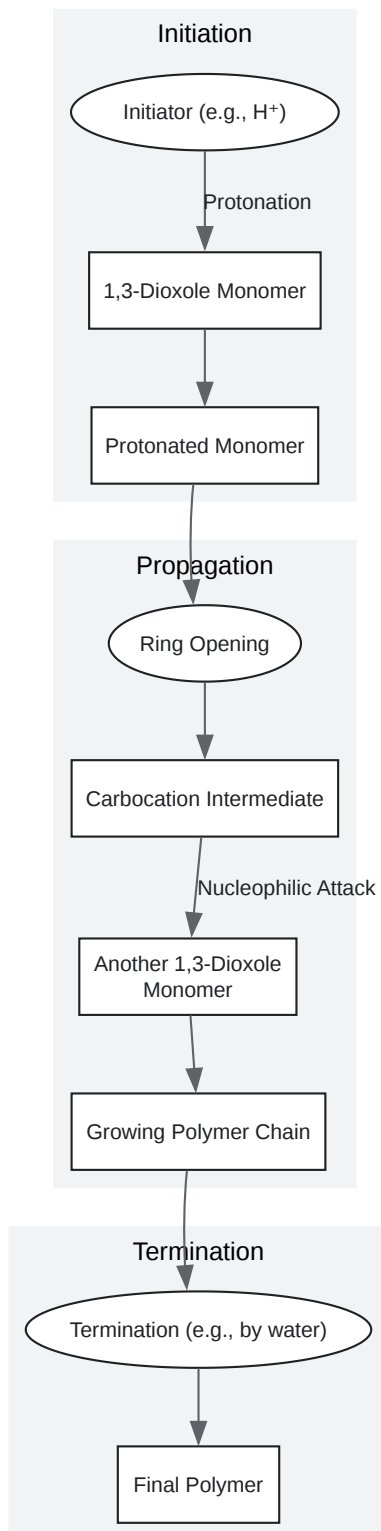 Initiation
Initiator (e.g., H⁺)
Protonation
1,3-Dioxole Monomer
Protonated Monomer
Propagation
Ring Opening
Carbocation Intermediate
Nucleophilic Attack
Another 1,3-Dioxole
Monomer
Growing Polymer Chain
Termination
Termination (e.g., by water)
Final Polymer